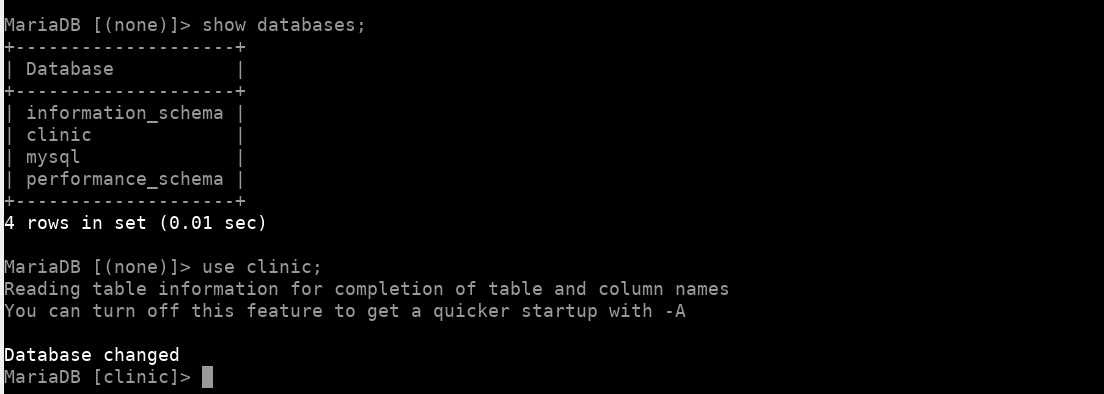 MariaDB [(none)]> show databases;
+--------------------+
| Database           |
+--------------------+
| information_schema |
| clinic             |
| mysql              |
| performance_schema |
+--------------------+
4 rows in set (0.01 sec)

MariaDB [(none)]> use clinic;
Reading table information for completion of table and column names
You can turn off this feature to get a quicker startup with -A

Database changed
MariaDB [clinic]>